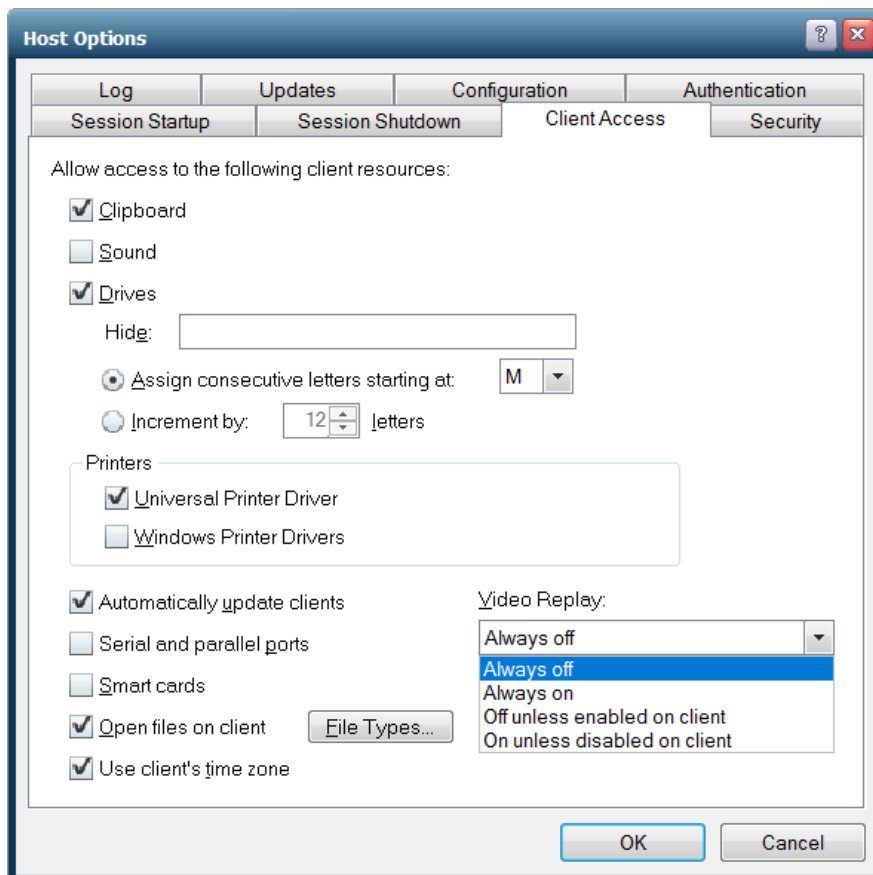 Host Options
Log Updates Configuration Authentication
Session Startup Session Shutdown Client Access Security
Allow access to the following client resources:
Clipboard
Sound
Drives
Hide:
Assign consecutive letters starting at: M
Increment by: 12 letters
Printers
Universal Printer Driver
Windows Printer Drivers
Automatically update clients
Serial and parallel ports
Smart cards
Open files on client File Types...
Use client's time zone
Video Replay:
Always off
Always off
Always on
Off unless enabled on client
On unless disabled on client
OK Cancel